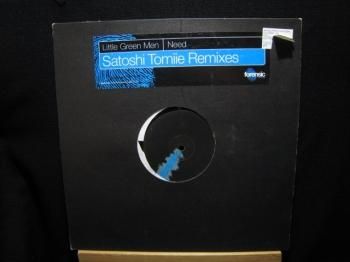 Little Green Men | Need
Satoshi Tomiie Remixes
forensic